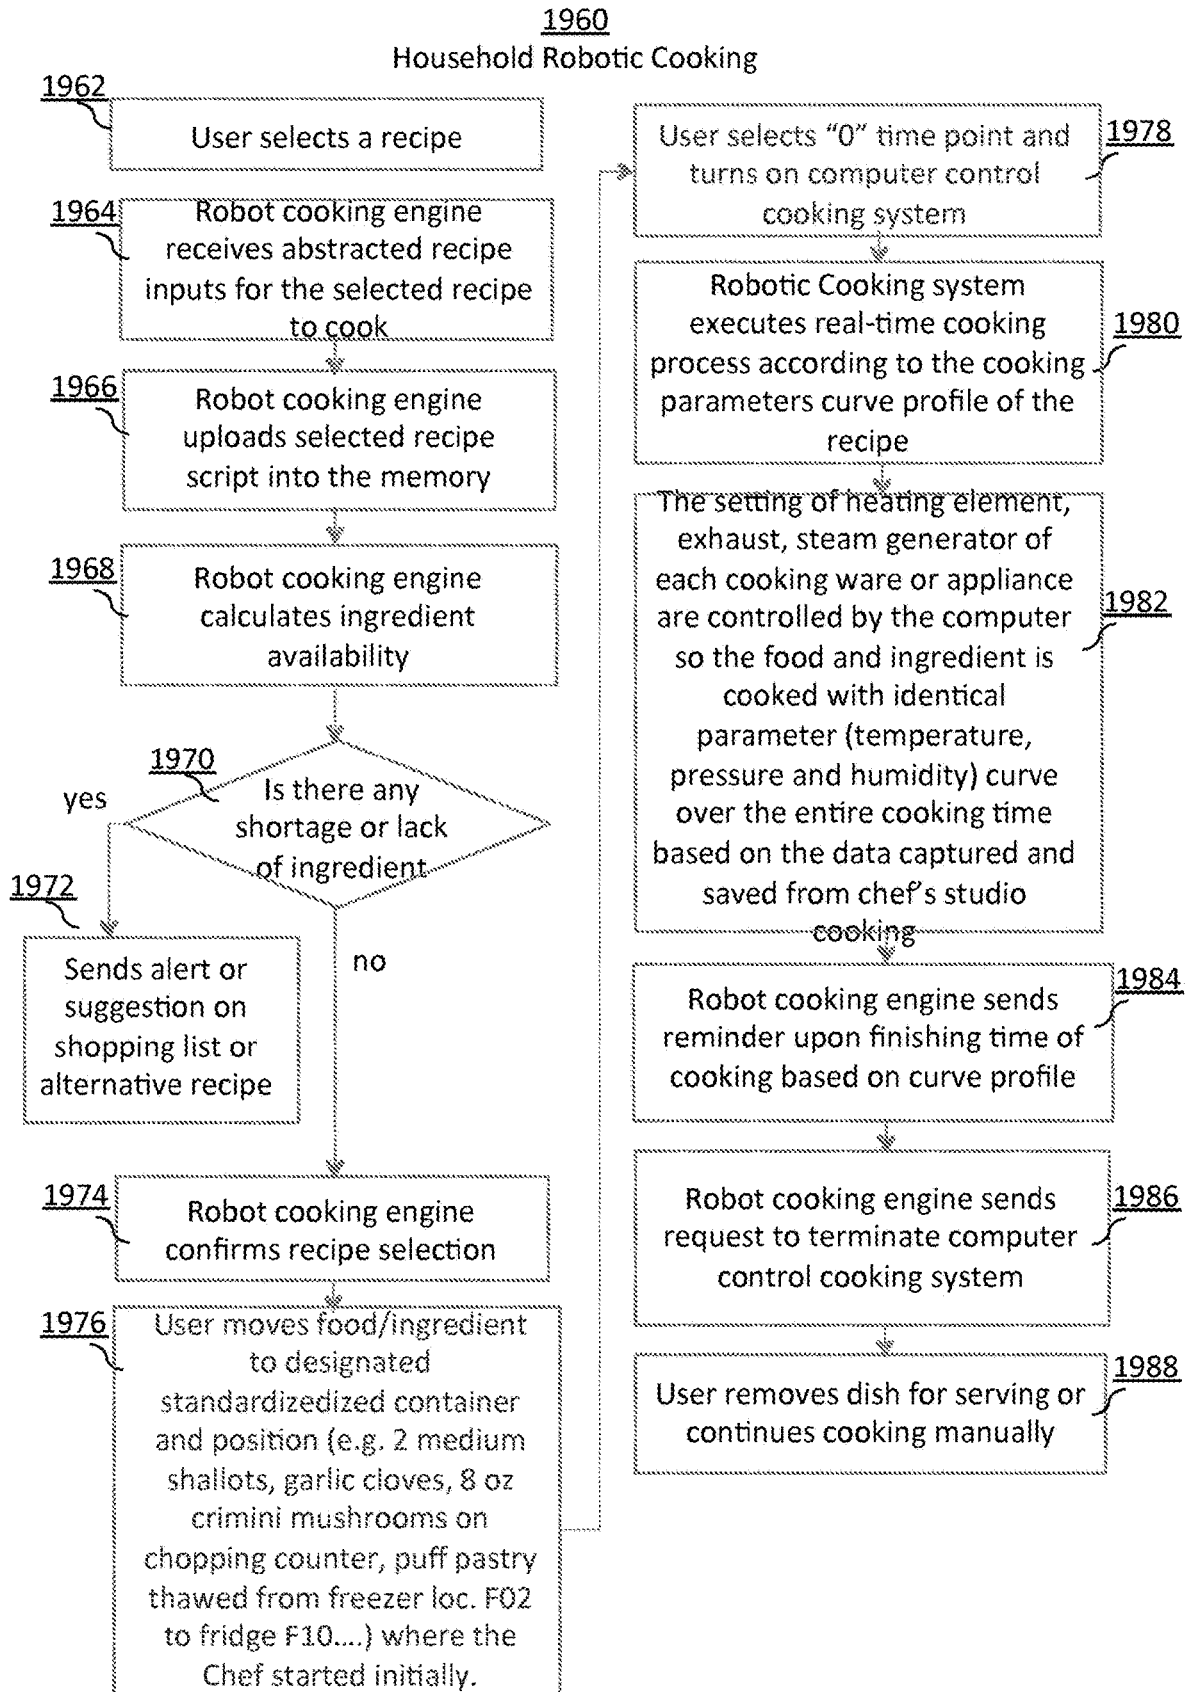 1960
Household Robotic Cooking
1962
User selects a recipe
1964
Robot cooking engine
receives abstracted recipe
inputs for the selected recipe
to cook
1966
Robot cooking engine
uploads selected recipe
script into the memory
1968
Robot cooking engine
calculates ingredient
availability
1970
Is there any
shortage or lack
of ingredient
yes
no
1972
Sends alert or
suggestion on
shopping list or
alternative recipe
1974
Robot cooking engine
confirms recipe selection
1976
User moves food/ingredient
to designated
standardizedized container
and position (e.g. 2 medium
shallots, garlic cloves, 8 oz
crimini mushrooms on
chopping counter, puff pastry
thawed from freezer loc. F02
to fridge F10....) where the
Chef started initially.
1978
User selects “0” time point and
turns on computer control
cooking system
1980
Robotic Cooking system
executes real-time cooking
process according to the cooking
parameters curve profile of the
recipe
1982
The setting of heating element,
exhaust, steam generator of
each cooking ware or appliance
are controlled by the computer
so the food and ingredient is
cooked with identical
parameter (temperature,
pressure and humidity) curve
over the entire cooking time
based on the data captured and
saved from chef’s studio
cooking
1984
Robot cooking engine sends
reminder upon finishing time of
cooking based on curve profile
1986
Robot cooking engine sends
request to terminate computer
control cooking system
1988
User removes dish for serving or
continues cooking manually